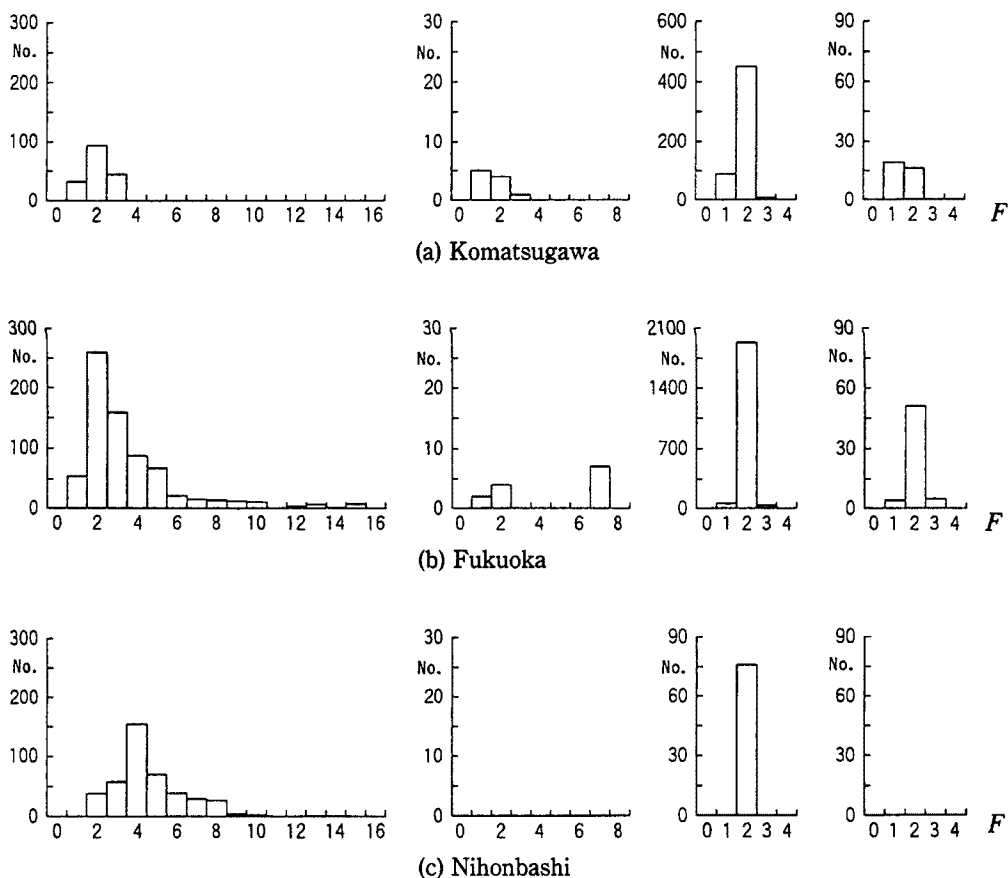 300 30 600 90
No. No. No. No.
200 20 400 60
100 10 200 30
0 0 0 0
0 2 4 6 8 10 12 14 16 0 2 4 6 8 0 1 2 3 4 0 1 2 3 4 F
(a) Komatsugawa
300 30 2100 90
No. No. No. No.
200 20 1400 60
100 10 700 30
0 0 0 0
0 2 4 6 8 10 12 14 16 0 2 4 6 8 0 1 2 3 4 0 1 2 3 4 F
(b) Fukuoka
300 30 90 90
No. No. No. No.
200 20 60 60
100 10 30 30
0 0 0 0
0 2 4 6 8 10 12 14 16 0 2 4 6 8 0 1 2 3 4 0 1 2 3 4 F
(c) Nihonbashi